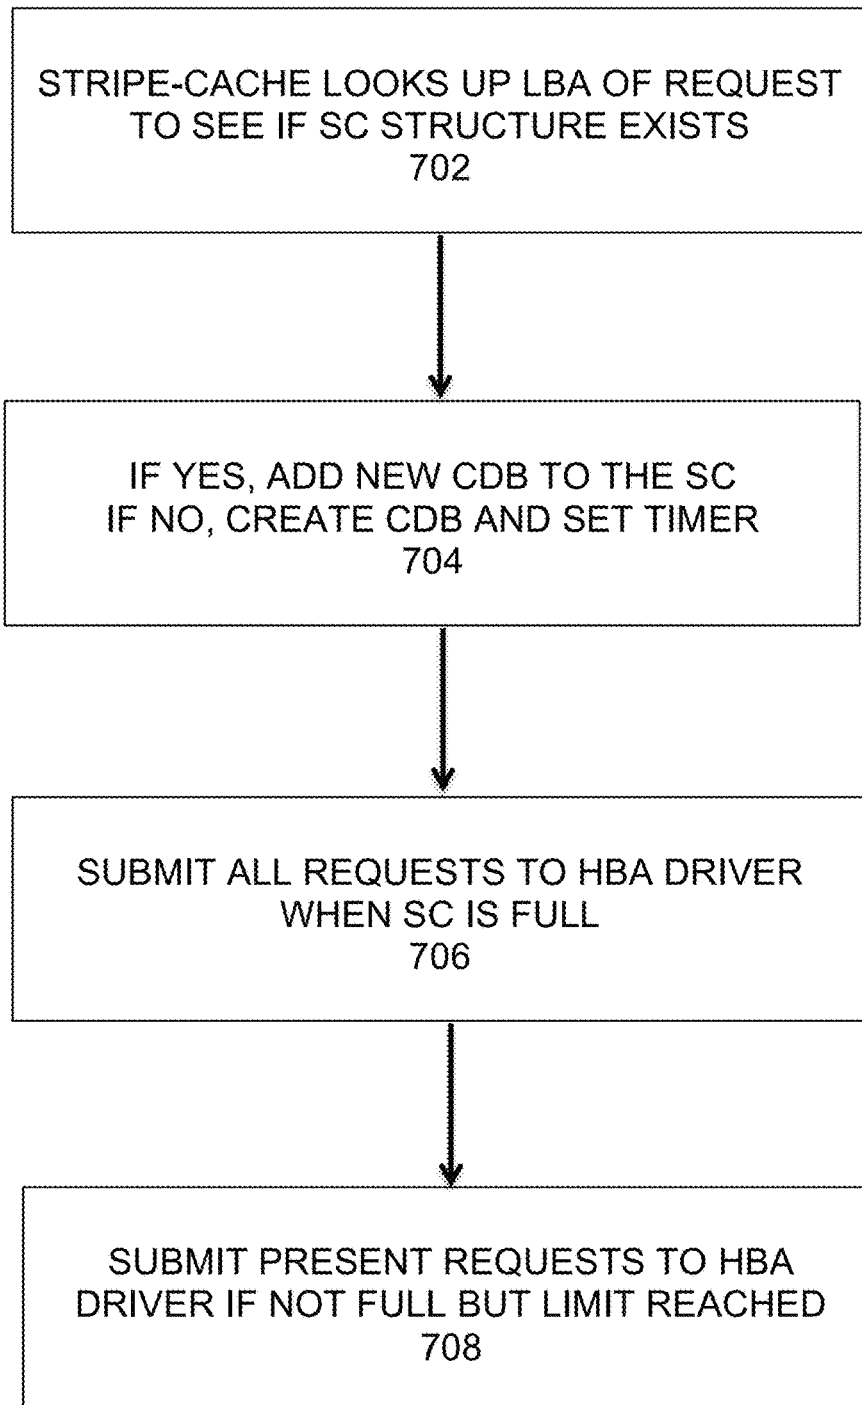 STRIPE-CACHE LOOKS UP LBA OF REQUEST
TO SEE IF SC STRUCTURE EXISTS
702
IF YES, ADD NEW CDB TO THE SC
IF NO, CREATE CDB AND SET TIMER
704
SUBMIT ALL REQUESTS TO HBA DRIVER
WHEN SC IS FULL
706
SUBMIT PRESENT REQUESTS TO HBA
DRIVER IF NOT FULL BUT LIMIT REACHED
708